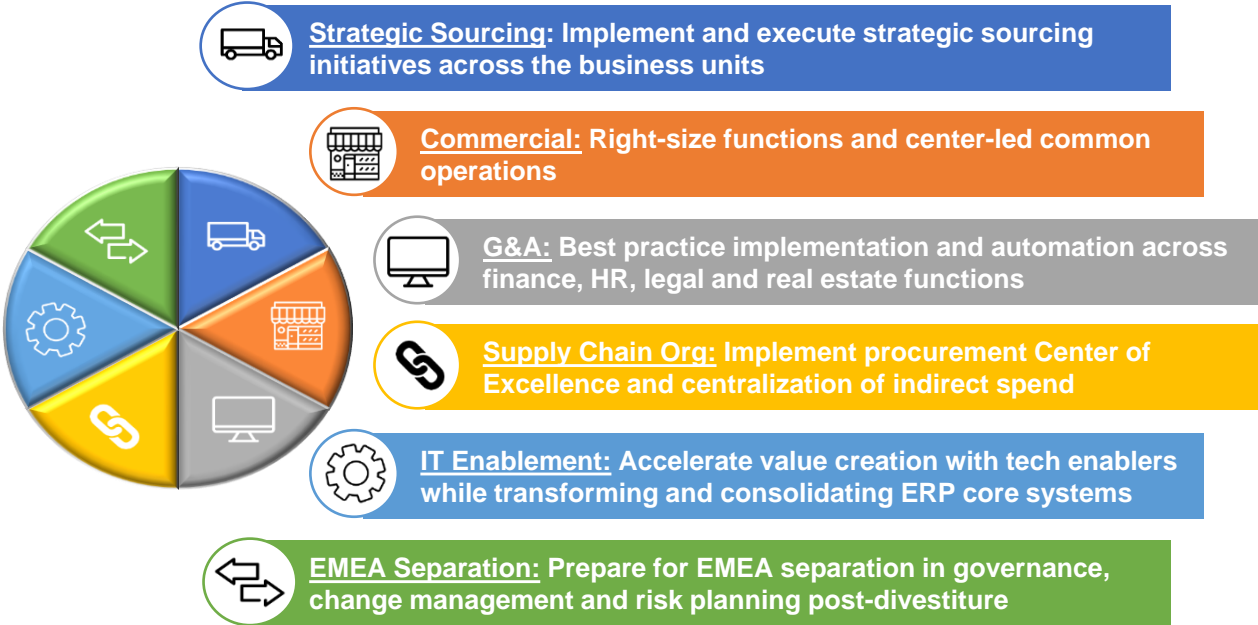 Strategic Sourcing: Implement and execute strategic sourcing
initiatives across the business units
Commercial: Right-size functions and center-led common
operations
G&A: Best practice implementation and automation across
finance, HR, legal and real estate functions
Supply Chain Org: Implement procurement Center of
Excellence and centralization of indirect spend
IT Enablement: Accelerate value creation with tech enablers
while transforming and consolidating ERP core systems
EMEA Separation: Prepare for EMEA separation in governance,
change management and risk planning post-divestiture